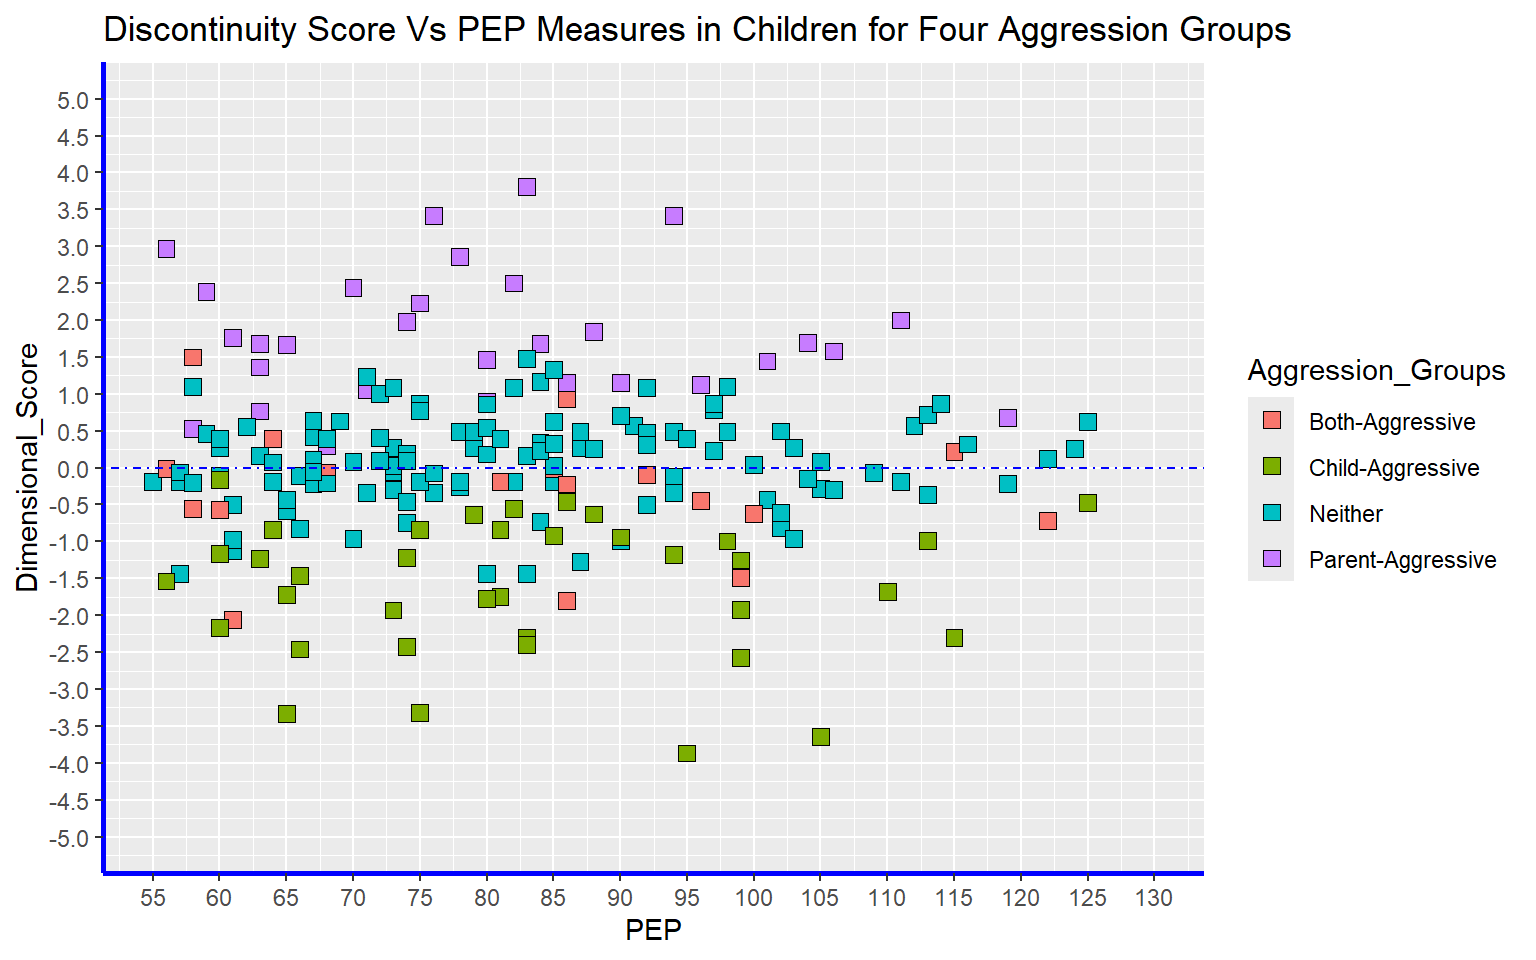 Discontinuity Score Vs PEP Measures in Children for Four Aggression Groups
Dimensional_Score
5.0
4.5
4.0
3.5
3.0
2.5
2.0
1.5
1.0
0.5
0.0
-0.5
-1.0
-1.5
-2.0
-2.5
-3.0
-3.5
-4.0
-4.5
-5.0
55 60 65 70 75 80 85 90 95 100 105 110 115 120 125 130
PEP
Aggression_Groups
Both-Aggressive
Child-Aggressive
Neither
Parent-Aggressive